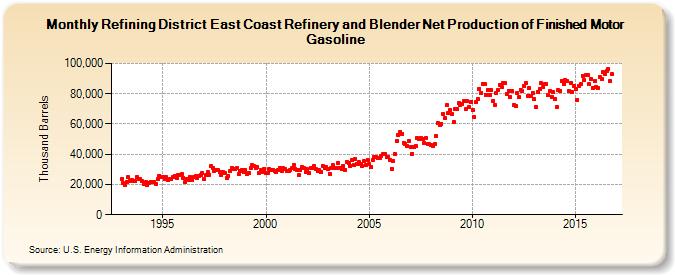 Monthly Refining District East Coast Refinery and Blender Net Production of Finished Motor
Gasoline
Thousand Barrels
100,000
80,000
60,000
40,000
20,000
0
1995 2000 2005 2010 2015
Source: U.S. Energy Information Administration